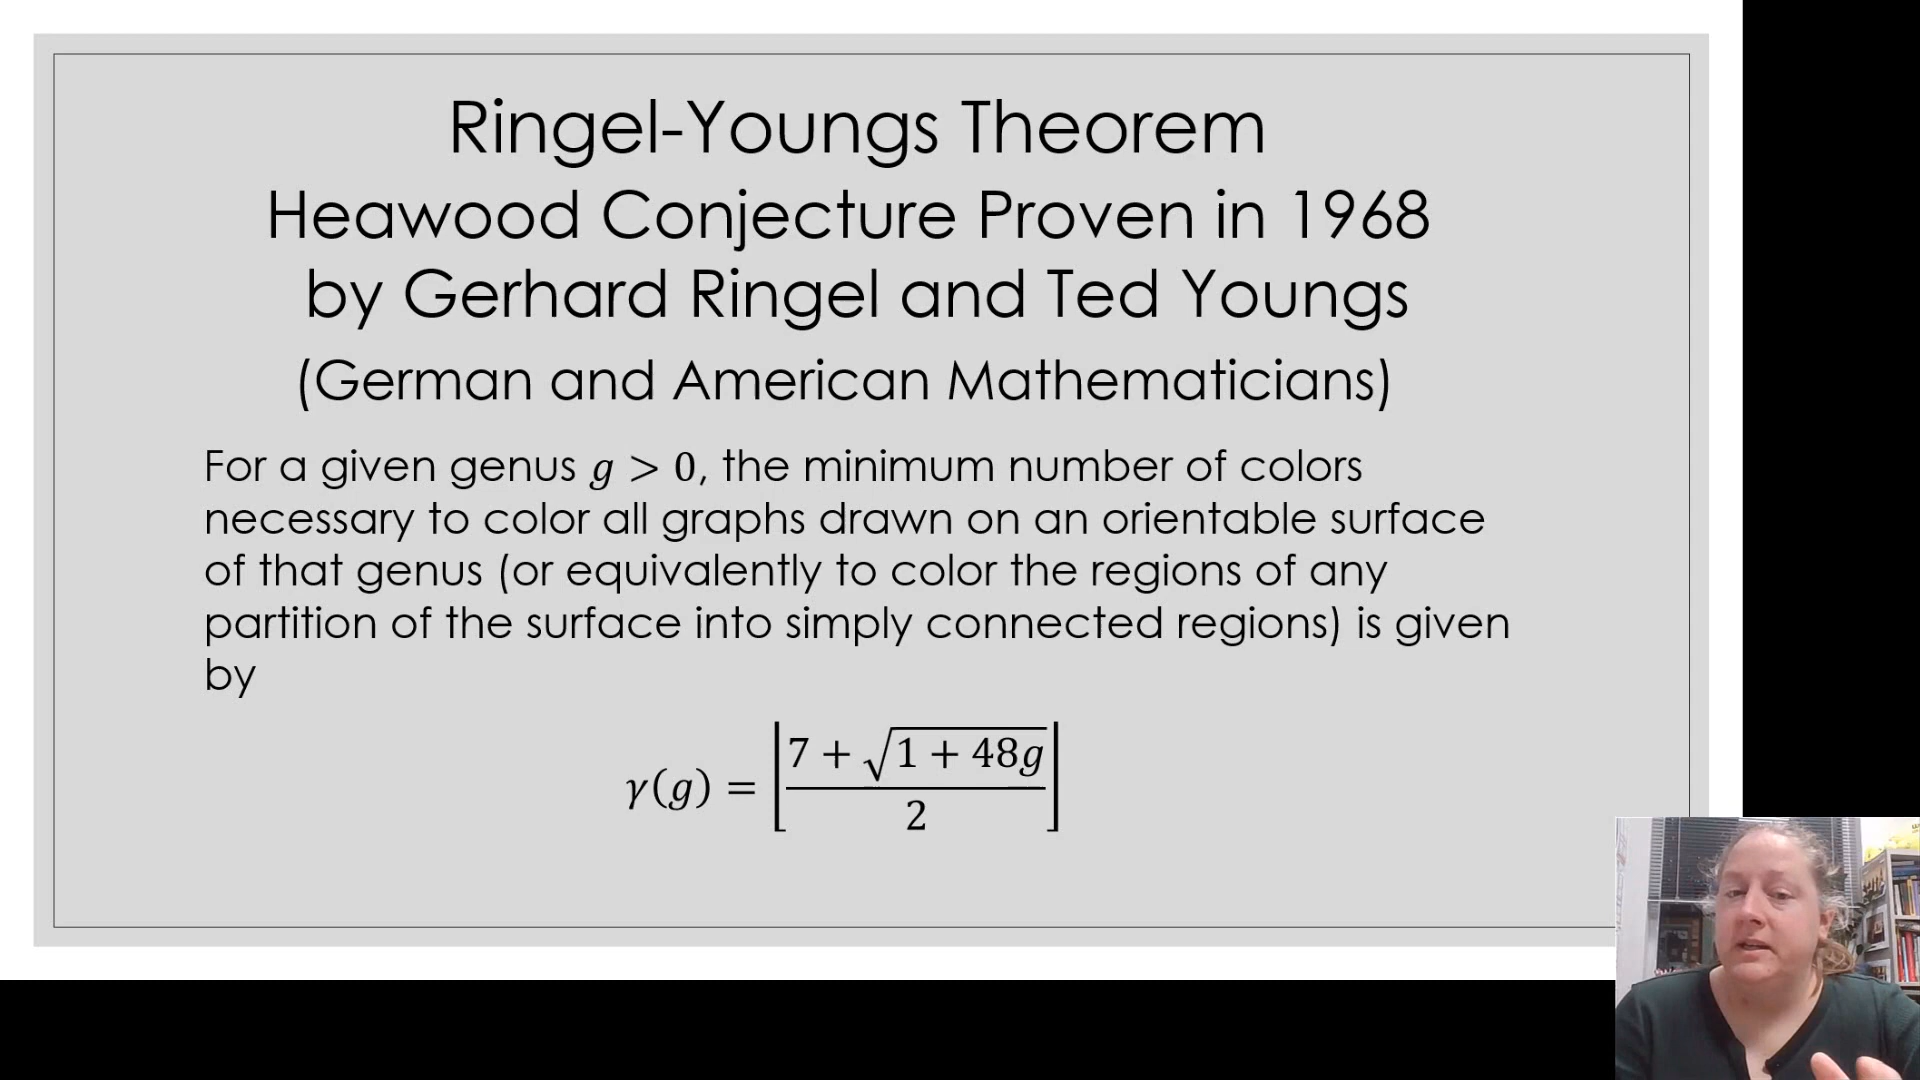 Ringel-Youngs Theorem
Heawood Conjecture Proven in 1968
by Gerhard Ringel and Ted Youngs
(German and American Mathematicians)
For a given genus g > 0, the minimum number of colors
necessary to color all graphs drawn on an orientable surface
of that genus (or equivalently to color the regions of any
partition of the surface into simply connected regions) is given
by
γ(g) = ⌊(7 + √(1 + 48g))/2⌋